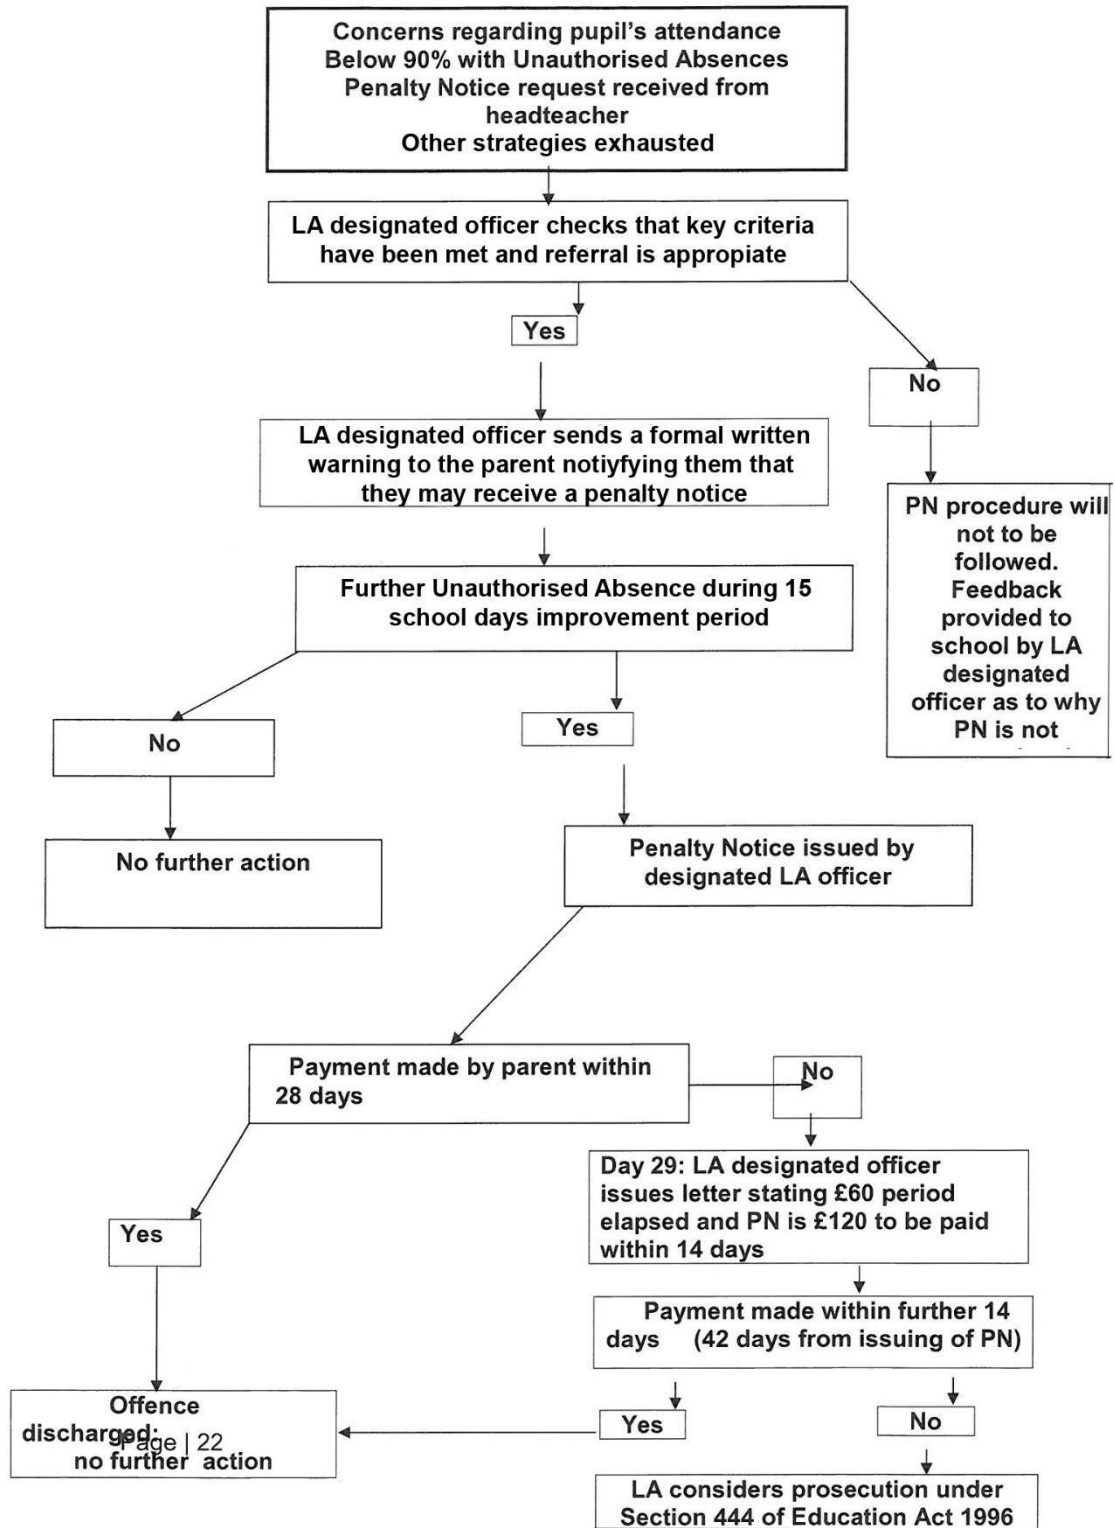 Concerns regarding pupil's attendance
Below 90% with Unauthorised Absences
Penalty Notice request received from
headteacher
Other strategies exhausted
LA designated officer checks that key criteria
have been met and referral is appropiate
Yes
No
LA designated officer sends a formal written
warning to the parent notiyfying them that
they may receive a penalty notice
PN procedure will
not to be
followed.
Feedback
provided to
school by LA
designated
officer as to why
PN is not
Further Unauthorised Absence during 15
school days improvement period
No
Yes
No further action
Penalty Notice issued by
designated LA officer
Payment made by parent within
28 days
No
Day 29: LA designated officer
issues letter stating £60 period
elapsed and PN is £120 to be paid
within 14 days
Yes
Payment made within further 14
days (42 days from issuing of PN)
Yes
No
Offence
discharged:
Page | 22
no further action
LA considers prosecution under
Section 444 of Education Act 1996